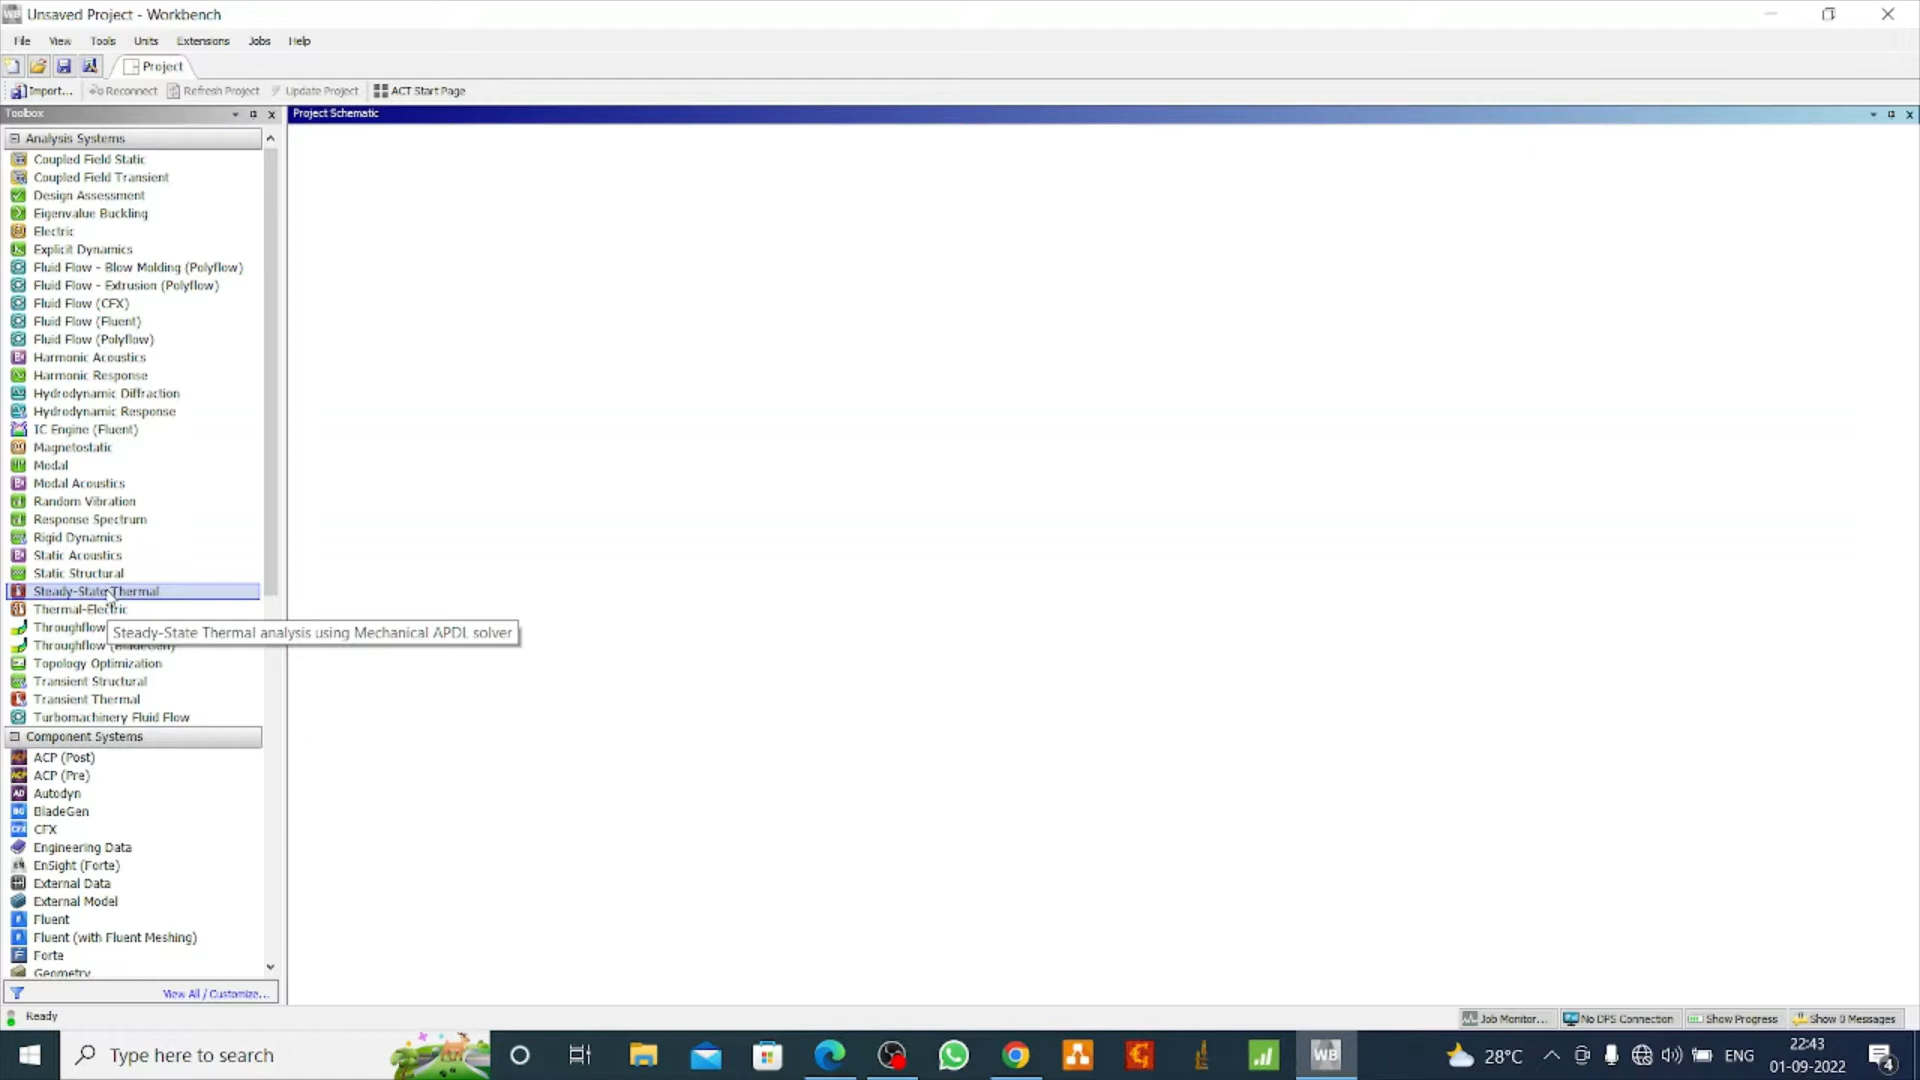 Unsaved Project - Workbench
File View Tools Units Extensions Jobs Help
Project
Import... Reconnect Refresh Project Update Project ACT Start Page
Toolbox
Project Schematic
Analysis Systems
Coupled Field Static
Coupled Field Transient
Design Assessment
Eigenvalue Buckling
Electric
Explicit Dynamics
Fluid Flow - Blow Molding (Polyflow)
Fluid Flow - Extrusion (Polyflow)
Fluid Flow (CFX)
Fluid Flow (Fluent)
Fluid Flow (Polyflow)
Harmonic Acoustics
Harmonic Response
Hydrodynamic Diffraction
Hydrodynamic Response
IC Engine (Fluent)
Magnetostatic
Modal
Modal Acoustics
Random Vibration
Response Spectrum
Rigid Dynamics
Static Acoustics
Static Structural
Steady-State Thermal
Thermal-Electric
Throughflow
Steady-State Thermal analysis using Mechanical APDL solver
Throughflow (BladeGen)
Topology Optimization
Transient Structural
Transient Thermal
Turbomachinery Fluid Flow
Component Systems
ACP (Post)
ACP (Pre)
Autodyn
BladeGen
CFX
Engineering Data
EnSight (Forte)
External Data
External Model
Fluent
Fluent (with Fluent Meshing)
Forte
Geometry
View All / Customize...
Ready
Job Monitor... No DPS Connection Show Progress Show 0 Messages
Type here to search
WB
28°C
ENG
22:43
01-09-2022
4